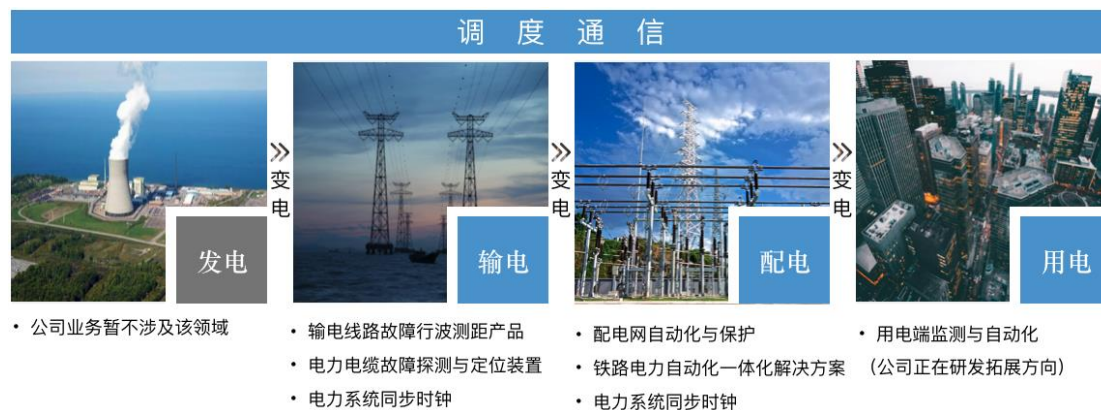 调度通信
发电
变电
输电
变电
配电
变电
用电
• 公司业务暂不涉及该领域
• 输电线路故障行波测距产品
• 电力电缆故障探测与定位装置
• 电力系统同步时钟
• 配电网自动化与保护
• 铁路电力自动化一体化解决方案
• 电力系统同步时钟
• 用电端监测与自动化
(公司正在研发拓展方向)